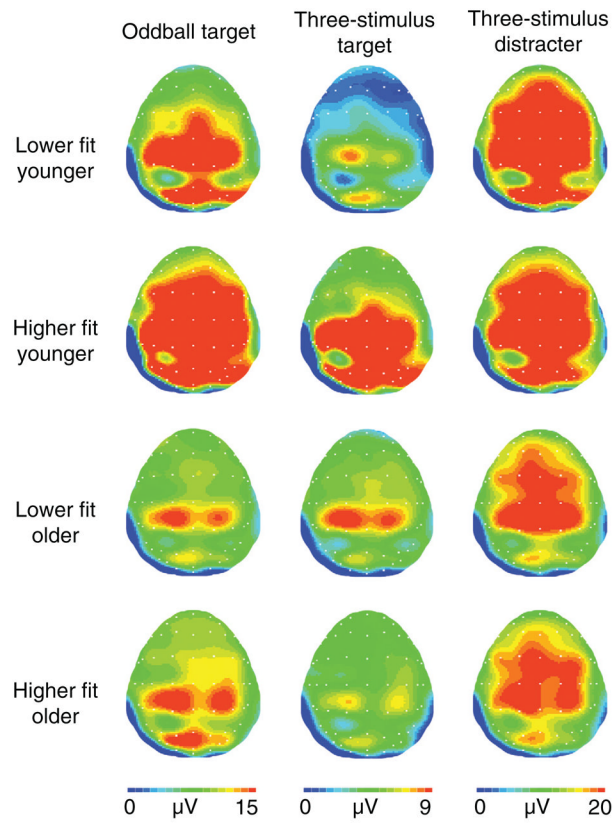 Oddball target
Three-stimulus
target
Three-stimulus
distracter
Lower fit
younger
Higher fit
younger
Lower fit
older
Higher fit
older
0 μV 15
0 μV 9
0 μV 20